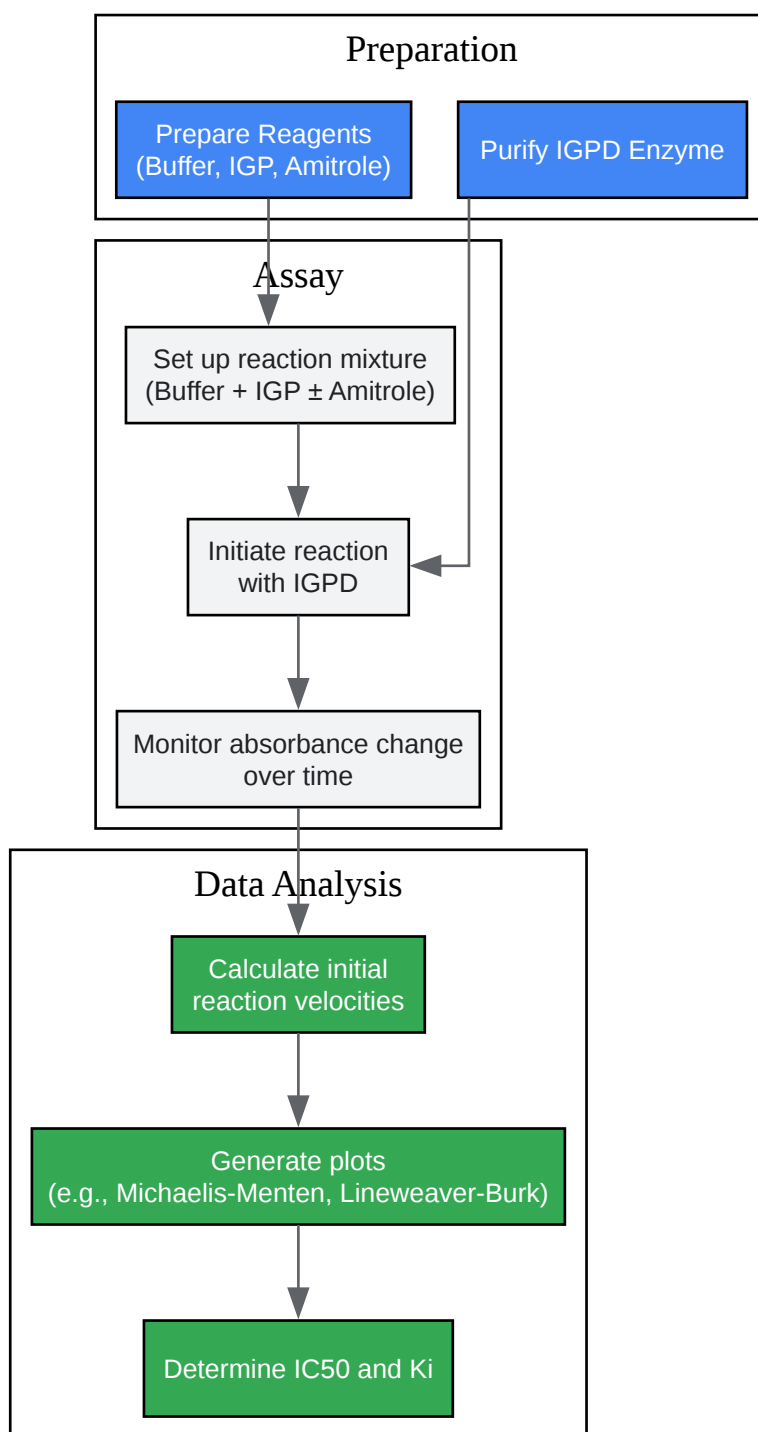 Preparation
Prepare Reagents
(Buffer, IGP, Amitrole)
Purify IGPD Enzyme
Assay
Set up reaction mixture
(Buffer + IGP ± Amitrole)
Initiate reaction
with IGPD
Monitor absorbance change
over time
Data Analysis
Calculate initial
reaction velocities
Generate plots
(e.g., Michaelis-Menten, Lineweaver-Burk)
Determine IC50 and Ki